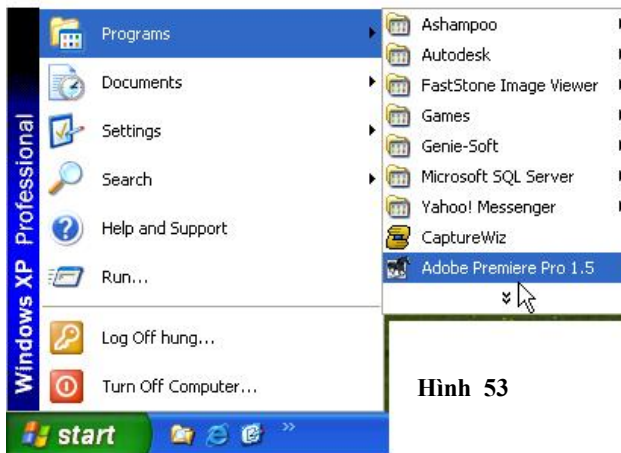 Windows XP Professional
Programs
Documents
Settings
Search
Help and Support
Run...
Log Off hung...
Turn Off Computer...
Ashampoo
Autodesk
FastStone Image Viewer
Games
Genie-Soft
Microsoft SQL Server
Yahoo! Messenger
CaptureWiz
Adobe Premiere Pro 1.5
Hình 53
start